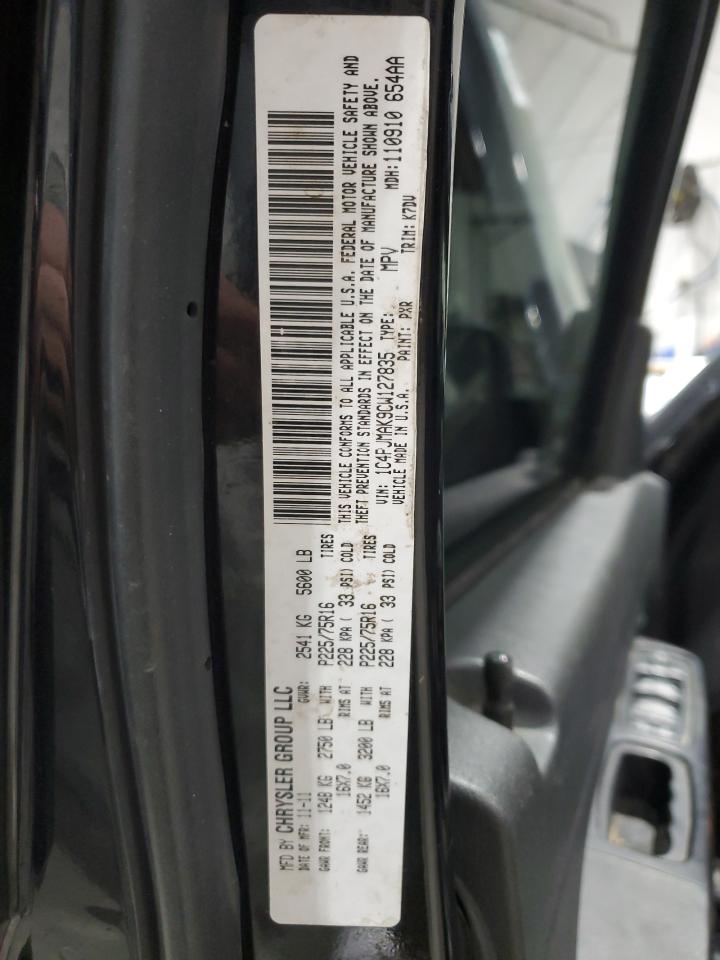 MFD BY CHRYSLER GROUP LLC
DATE OF MFR: 11-11 GVWR: 2541 KG 5600 LB
GAWR FRONT: 1248 KG 2750 LB WITH P225/75R16 TIRES
16X7.0 RIMS AT 228 KPA ( 33 PSI) COLD
GAWR REAR: 1452 KG 3200 LB WITH P225/75R16 TIRES
16X7.0 RIMS AT 228 KPA ( 33 PSI) COLD
THIS VEHICLE CONFORMS TO ALL APPLICABLE U.S.A. FEDERAL MOTOR VEHICLE SAFETY AND
THEFT PREVENTION STANDARDS IN EFFECT ON THE DATE OF MANUFACTURE SHOWN ABOVE.
VIN: 1C4PJMAK9CW127835 TYPE: MPV MDH:110910 654AA
VEHICLE MADE IN U.S.A. PAINT: PXR TRIM: K7DV